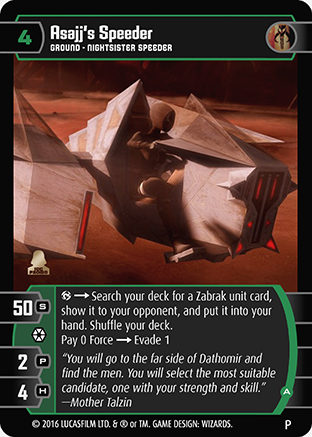 4
Asajj's Speeder
GROUND - NIGHTSISTER SPEEDER
50 S
→ Search your deck for a Zabrak unit card,
show it to your opponent, and put it into your
hand. Shuffle your deck.
Pay 0 Force → Evade 1
2 P
4 H
“You will go to the far side of Dathomir and
find the men. You will select the most suitable
candidate, one with your strength and skill.”
—Mother Talzin
A
© 2016 LUCASFILM LTD. & ® or TM. GAME DESIGN: WIZARDS.
P